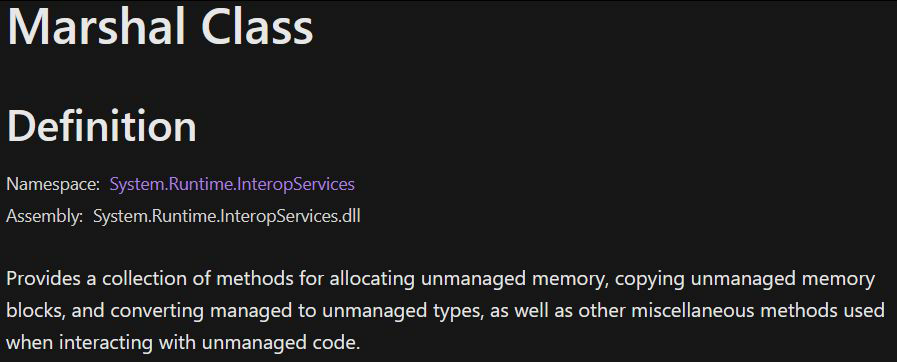 Marshal Class
Definition
Namespace: System.Runtime.InteropServices
Assembly: System.Runtime.InteropServices.dll
Provides a collection of methods for allocating unmanaged memory, copying unmanaged memory
blocks, and converting managed to unmanaged types, as well as other miscellaneous methods used
when interacting with unmanaged code.